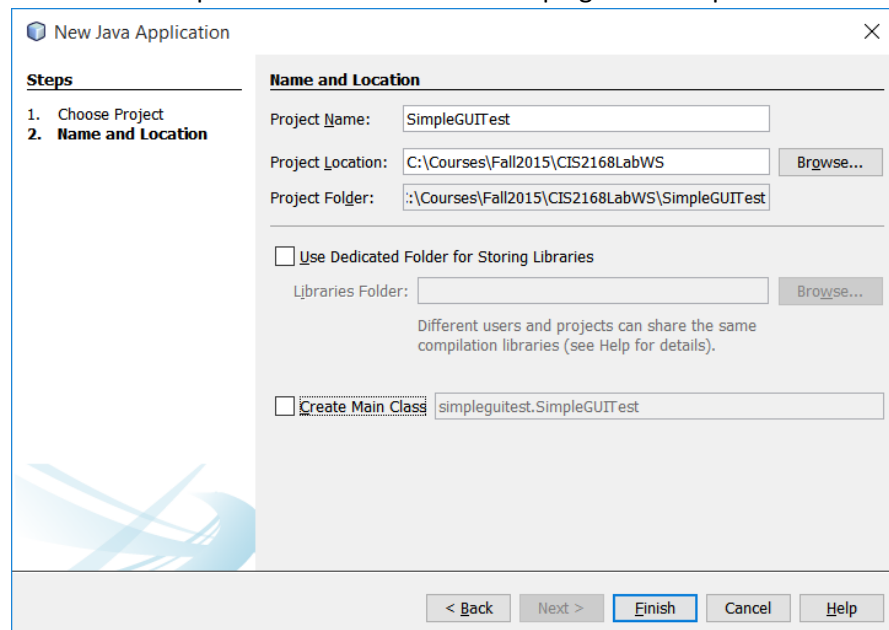 New Java Application
Steps
1. Choose Project
2. Name and Location
Name and Location
Project Name: SimpleGUITest
Project Location: C:\Courses\Fall2015\CIS2168LabWS Browse...
Project Folder: :\Courses\Fall2015\CIS2168LabWS\SimpleGUITest
Use Dedicated Folder for Storing Libraries
Libraries Folder: Browse...
Different users and projects can share the same
compilation libraries (see Help for details).
Create Main Class simpleguitest.SimpleGUITest
< Back Next > Finish Cancel Help